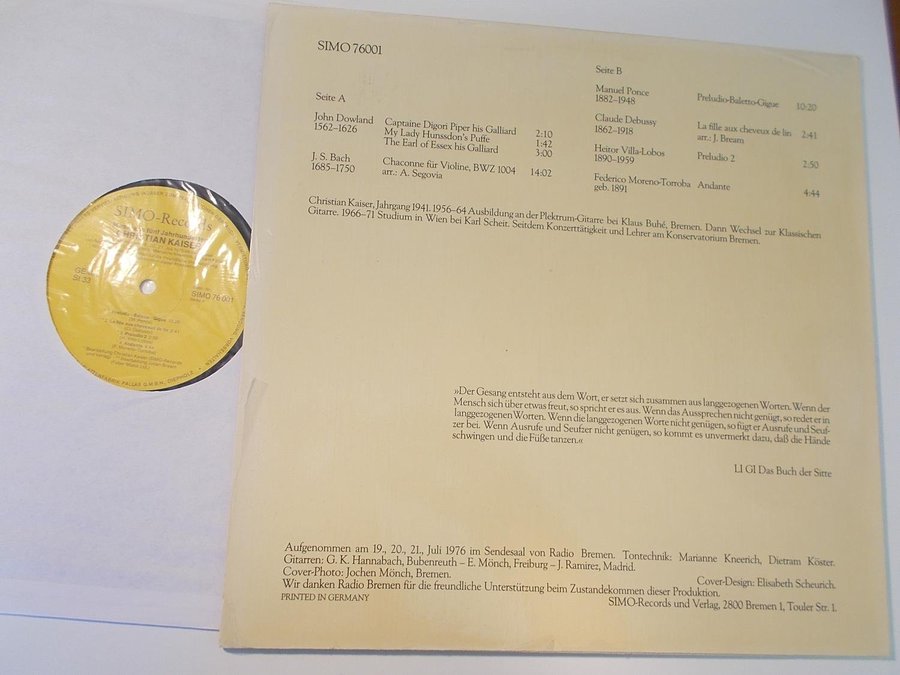 SIMO 76001
Seite A
John Dowland
1562–1626
Captaine Digori Piper his Galliard 2:10
My Lady Hunssdon's Puffe 1:42
The Earl of Essex his Galliard 3:00
J. S. Bach
1685–1750
Chaconne für Violine, BWZ 1004 14:02
arr.: A. Segovia
Seite B
Manuel Ponce
1882–1948
Preludio-Baletto-Gigue 10:20
Claude Debussy
1862–1918
La fille aux cheveux de lin 2:41
arr.: J. Bream
Heitor Villa-Lobos
1890–1959
Preludio 2 2:50
Federico Moreno-Torroba Andante 4:44
geb. 1891
Christian Kaiser, Jahrgang 1941. 1956–64 Ausbildung an der Plektrum-Gitarre bei Klaus Buhé, Bremen. Dann Wechsel zur Klassischen
Gitarre. 1966–71 Studium in Wien bei Karl Scheit. Seitdem Konzerttätigkeit und Lehrer am Konservatorium Bremen.
»Der Gesang entsteht aus dem Wort, er setzt sich zusammen aus langgezogenen Worten. Wenn der
Mensch sich über etwas freut, so spricht er es aus. Wenn das Aussprechen nicht genügt, so redet er in
langgezogenen Worten. Wenn die langgezogenen Worte nicht genügen, so fügt er Ausrufe und Seuf-
zer bei. Wenn Ausrufe und Seufzer nicht genügen, so kommt es unvermerkt dazu, daß die Hände
schwingen und die Füße tanzen.«
LI GI Das Buch der Sitte
Aufgenommen am 19., 20., 21., Juli 1976 im Sendesaal von Radio Bremen. Tontechnik: Marianne Kneerich, Dietram Köster.
Gitarren: G. K. Hannabach, Bubenreuth – E. Mönch, Freiburg – J. Ramirez, Madrid.
Cover-Photo: Jochen Mönch, Bremen. Cover-Design: Elisabeth Scheurich.
Wir danken Radio Bremen für die freundliche Unterstützung beim Zustandekommen dieser Produktion.
PRINTED IN GERMANY
SIMO-Records und Verlag, 2800 Bremen 1, Touler Str. 1.
SIMO-Records
fünf Jahrhunderte
CHRISTIAN KAISER
St 33
SIMO 76 001